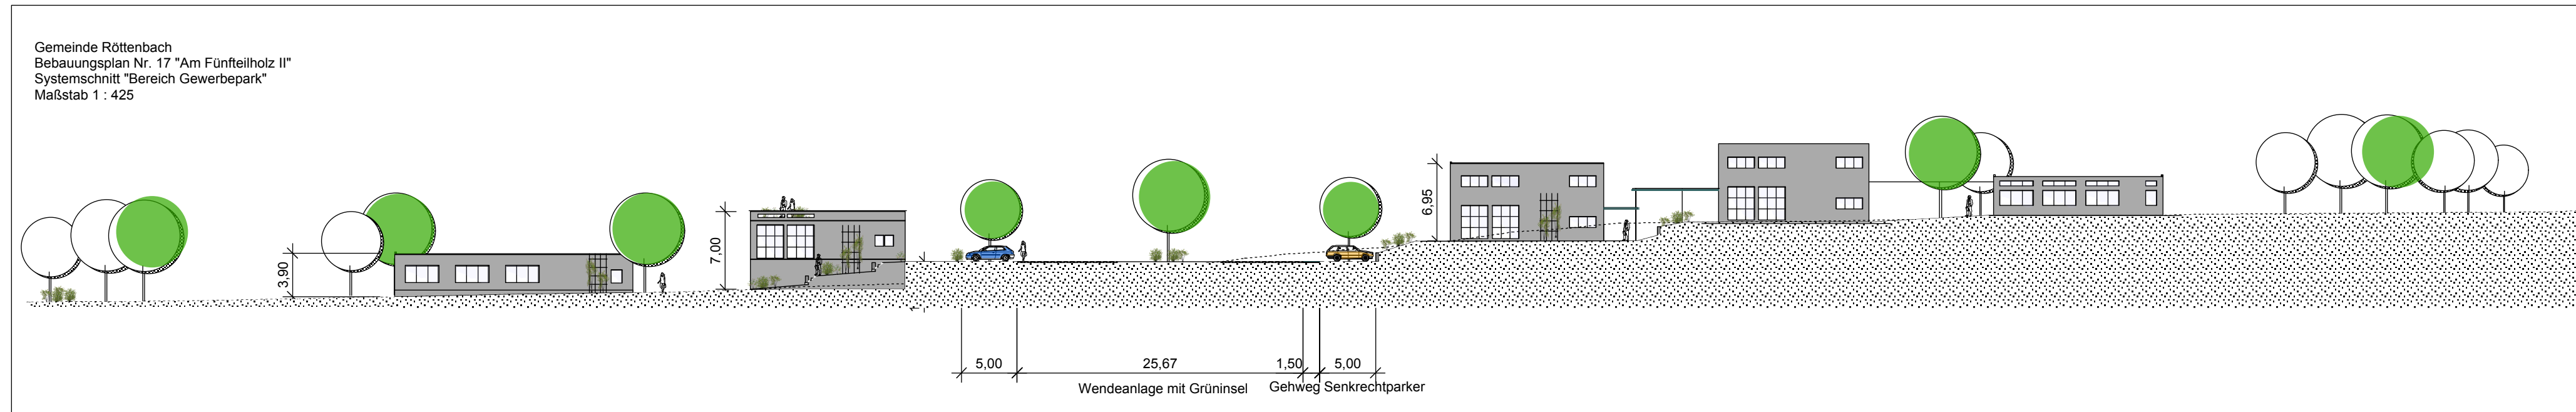 Gemeinde Röttenbach
Bebauungsplan Nr. 17 "Am Fünfteilholz II"
Systemschnitt "Bereich Gewerbepark"
Maßstab 1 : 425
3,90
7,00
6,95
5,00 25,67 1,50 5,00
Wendeanlage mit Grüninsel Gehweg Senkrechtparker